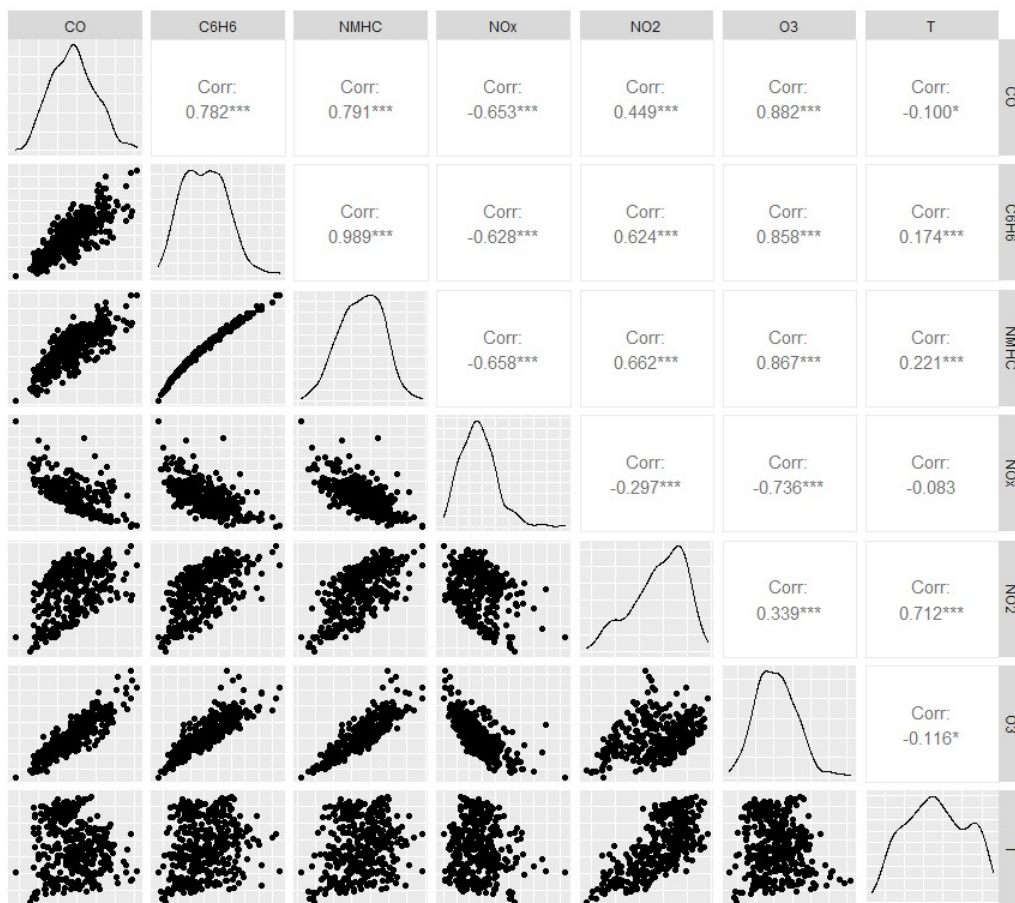 CO C6H6 NMHC NOx NO2 O3 T
Corr: Corr: Corr: Corr: Corr: Corr:
0.782*** 0.791*** -0.653*** 0.449*** 0.882*** -0.100*
CO
Corr: Corr: Corr: Corr: Corr:
0.989*** -0.628*** 0.624*** 0.858*** 0.174***
C6H6
Corr: Corr: Corr: Corr:
-0.658*** 0.662*** 0.867*** 0.221***
NMHC
Corr: Corr: Corr:
-0.297*** -0.736*** -0.083
NOx
Corr: Corr:
0.339*** 0.712***
NO2
Corr:
-0.116*
O3
T